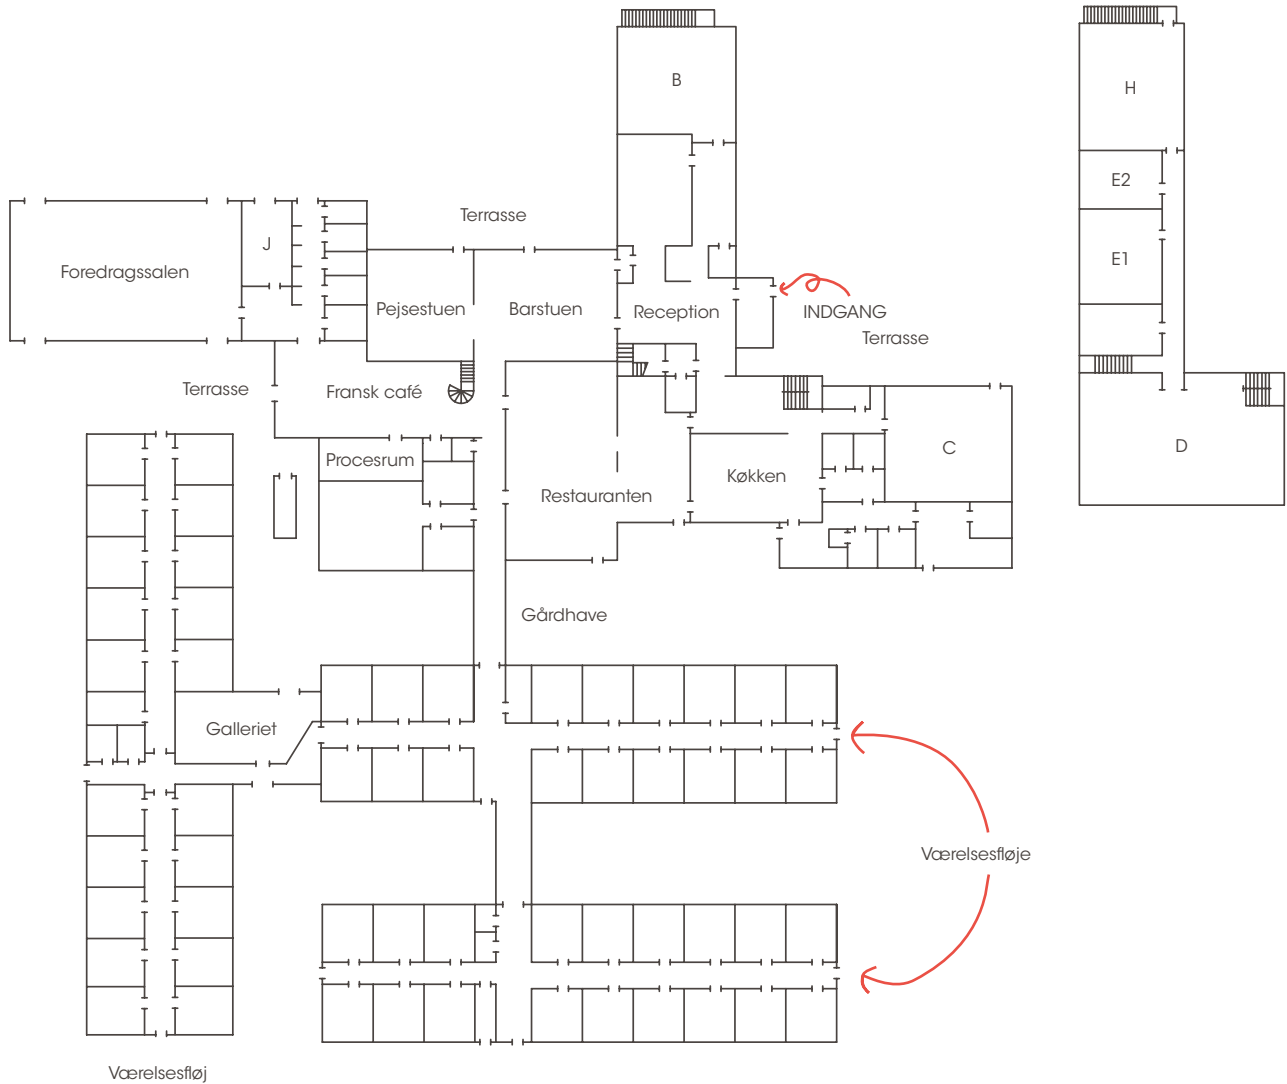 B
H
E2
Terrasse
J
Foredragssalen
E1
Pejsestuen
Barstuen
Reception
INDGANG
Terrasse
Terrasse
Fransk café
Procesrum
C
D
Køkken
Restauranten
Gårdhave
Galleriet
Værelsesfløje
Værelsesfløj